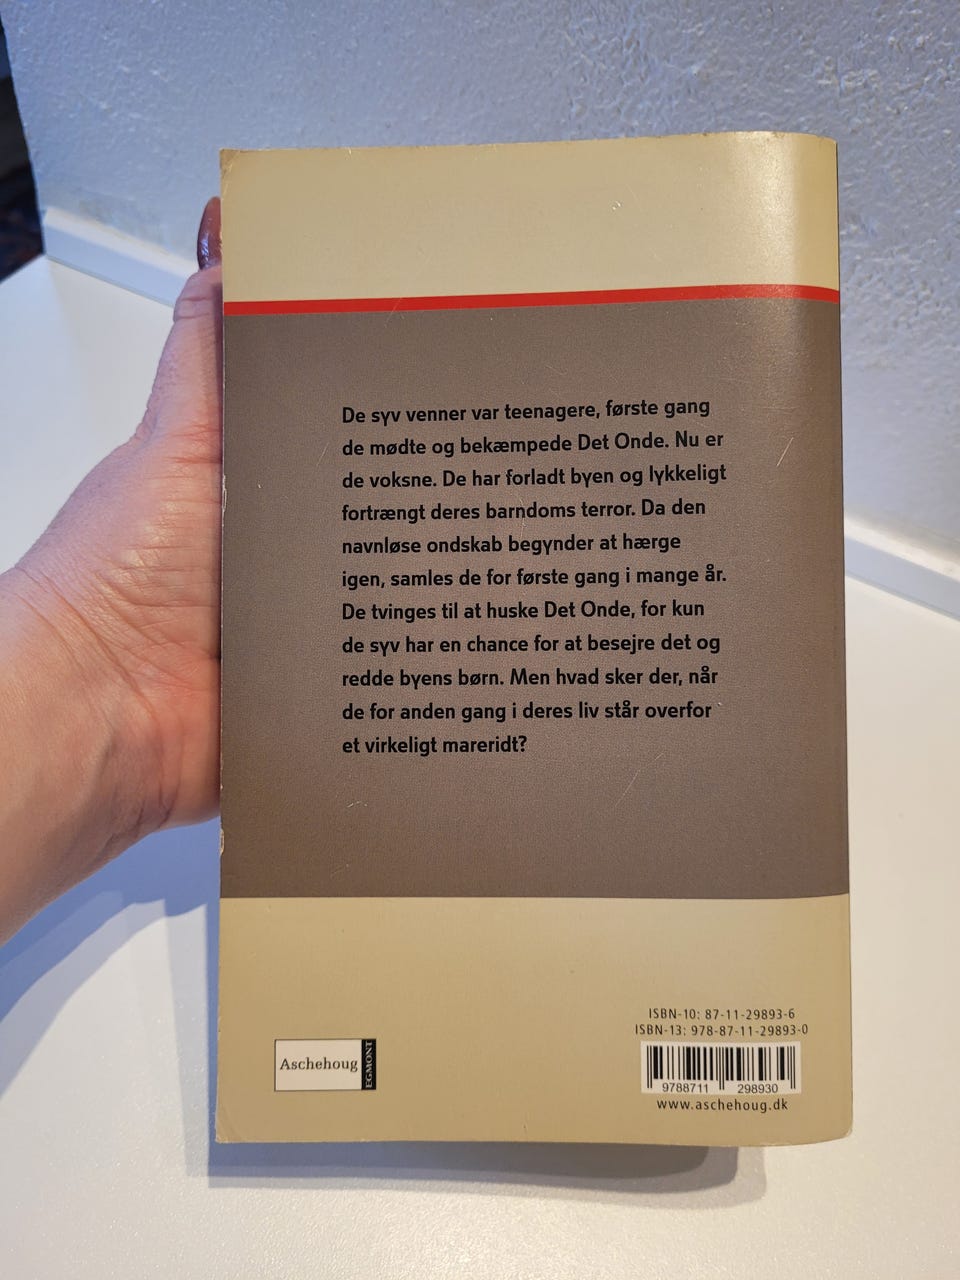 De syv venner var teenagere, første gang
de mødte og bekæmpede Det Onde. Nu er
de voksne. De har forladt byen og lykkeligt
fortrængt deres barndoms terror. Da den
navnløse ondskab begynder at hærge
igen, samles de for første gang i mange år.
De tvinges til at huske Det Onde, for kun
de syv har en chance for at besejre det og
redde byens børn. Men hvad sker der, når
de for anden gang i deres liv står overfor
et virkeligt mareridt?
ISBN-10: 87-11-29893-6
ISBN-13: 978-87-11-29893-0
Aschehoug
EGMONT
9788711 298930
www.aschehoug.dk